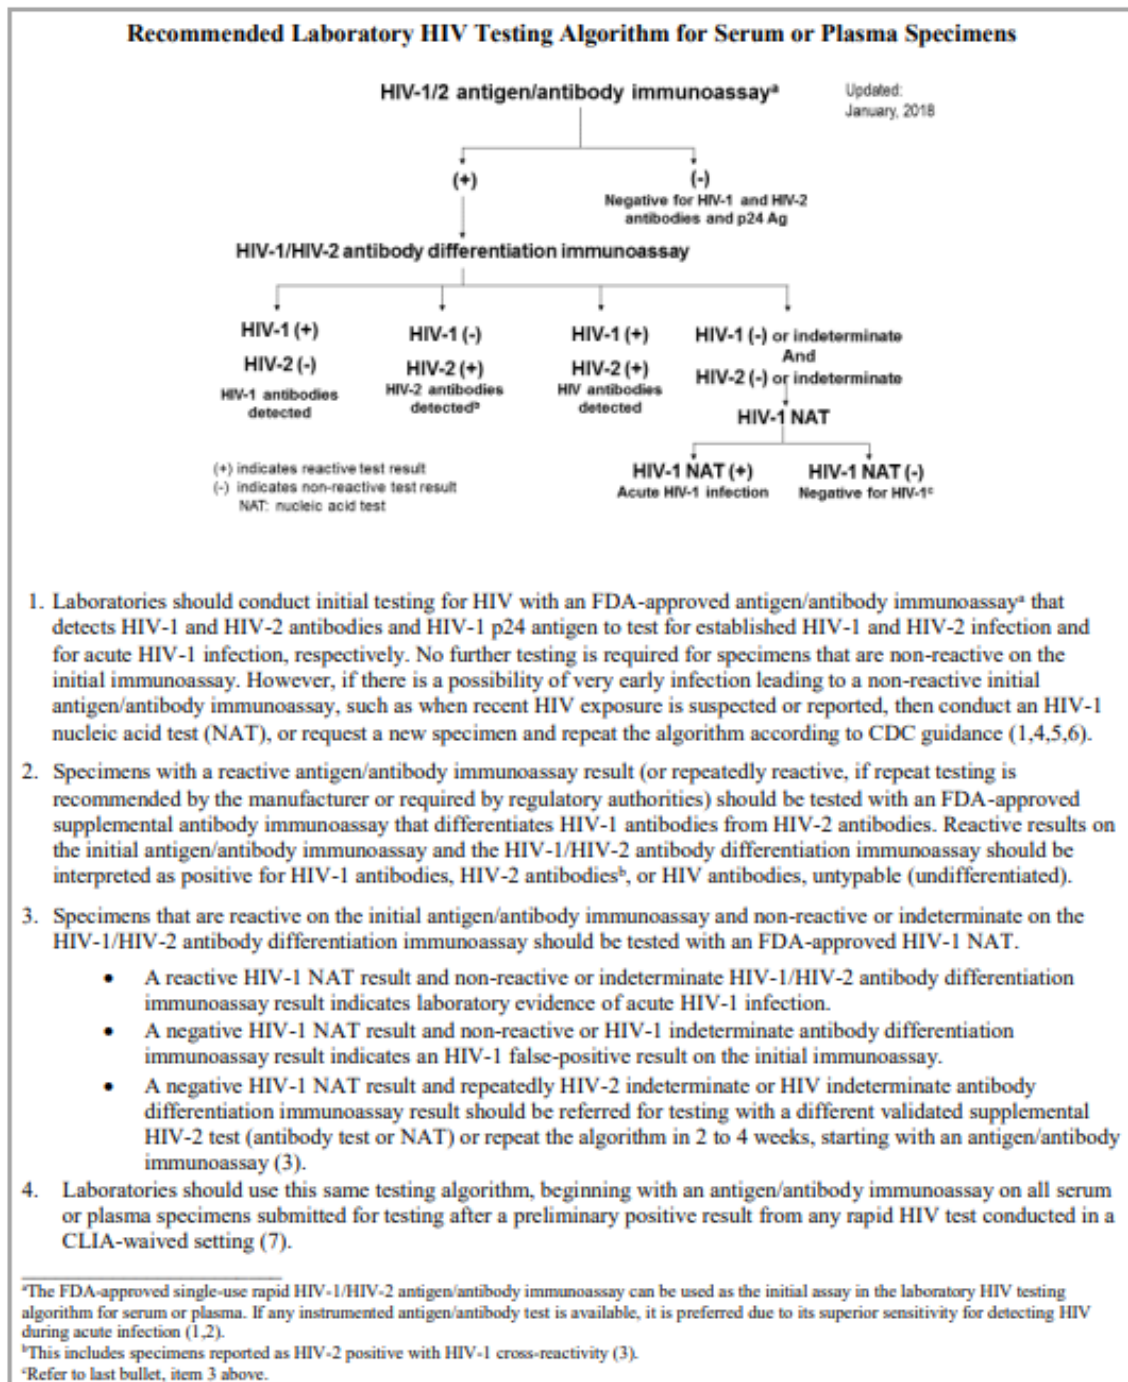 Recommended Laboratory HIV Testing Algorithm for Serum or Plasma Specimens
HIV-1/2 antigen/antibody immunoassayᵃ
Updated:
January, 2018
(+)
(-)
Negative for HIV-1 and HIV-2
antibodies and p24 Ag
HIV-1/HIV-2 antibody differentiation immunoassay
HIV-1 (+)
HIV-2 (-)
HIV-1 antibodies
detected
HIV-1 (-)
HIV-2 (+)
HIV-2 antibodies
detectedᵇ
HIV-1 (+)
HIV-2 (+)
HIV antibodies
detected
HIV-1 (-) or indeterminate
And
HIV-2 (-) or indeterminate
HIV-1 NAT
HIV-1 NAT (+)
Acute HIV-1 infection
HIV-1 NAT (-)
Negative for HIV-1ᶜ
(+) indicates reactive test result
(-) indicates non-reactive test result
NAT: nucleic acid test
1. Laboratories should conduct initial testing for HIV with an FDA-approved antigen/antibody immunoassayᵃ that
detects HIV-1 and HIV-2 antibodies and HIV-1 p24 antigen to test for established HIV-1 and HIV-2 infection and
for acute HIV-1 infection, respectively. No further testing is required for specimens that are non-reactive on the
initial immunoassay. However, if there is a possibility of very early infection leading to a non-reactive initial
antigen/antibody immunoassay, such as when recent HIV exposure is suspected or reported, then conduct an HIV-1
nucleic acid test (NAT), or request a new specimen and repeat the algorithm according to CDC guidance (1,4,5,6).
2. Specimens with a reactive antigen/antibody immunoassay result (or repeatedly reactive, if repeat testing is
recommended by the manufacturer or required by regulatory authorities) should be tested with an FDA-approved
supplemental antibody immunoassay that differentiates HIV-1 antibodies from HIV-2 antibodies. Reactive results on
the initial antigen/antibody immunoassay and the HIV-1/HIV-2 antibody differentiation immunoassay should be
interpreted as positive for HIV-1 antibodies, HIV-2 antibodiesᵇ, or HIV antibodies, untypable (undifferentiated).
3. Specimens that are reactive on the initial antigen/antibody immunoassay and non-reactive or indeterminate on the
HIV-1/HIV-2 antibody differentiation immunoassay should be tested with an FDA-approved HIV-1 NAT.
• A reactive HIV-1 NAT result and non-reactive or indeterminate HIV-1/HIV-2 antibody differentiation
immunoassay result indicates laboratory evidence of acute HIV-1 infection.
• A negative HIV-1 NAT result and non-reactive or HIV-1 indeterminate antibody differentiation
immunoassay result indicates an HIV-1 false-positive result on the initial immunoassay.
• A negative HIV-1 NAT result and repeatedly HIV-2 indeterminate or HIV indeterminate antibody
differentiation immunoassay result should be referred for testing with a different validated supplemental
HIV-2 test (antibody test or NAT) or repeat the algorithm in 2 to 4 weeks, starting with an antigen/antibody
immunoassay (3).
4. Laboratories should use this same testing algorithm, beginning with an antigen/antibody immunoassay on all serum
or plasma specimens submitted for testing after a preliminary positive result from any rapid HIV test conducted in a
CLIA-waived setting (7).
ᵃThe FDA-approved single-use rapid HIV-1/HIV-2 antigen/antibody immunoassay can be used as the initial assay in the laboratory HIV testing
algorithm for serum or plasma. If any instrumented antigen/antibody test is available, it is preferred due to its superior sensitivity for detecting HIV
during acute infection (1,2).
ᵇThis includes specimens reported as HIV-2 positive with HIV-1 cross-reactivity (3).
ᶜRefer to last bullet, item 3 above.